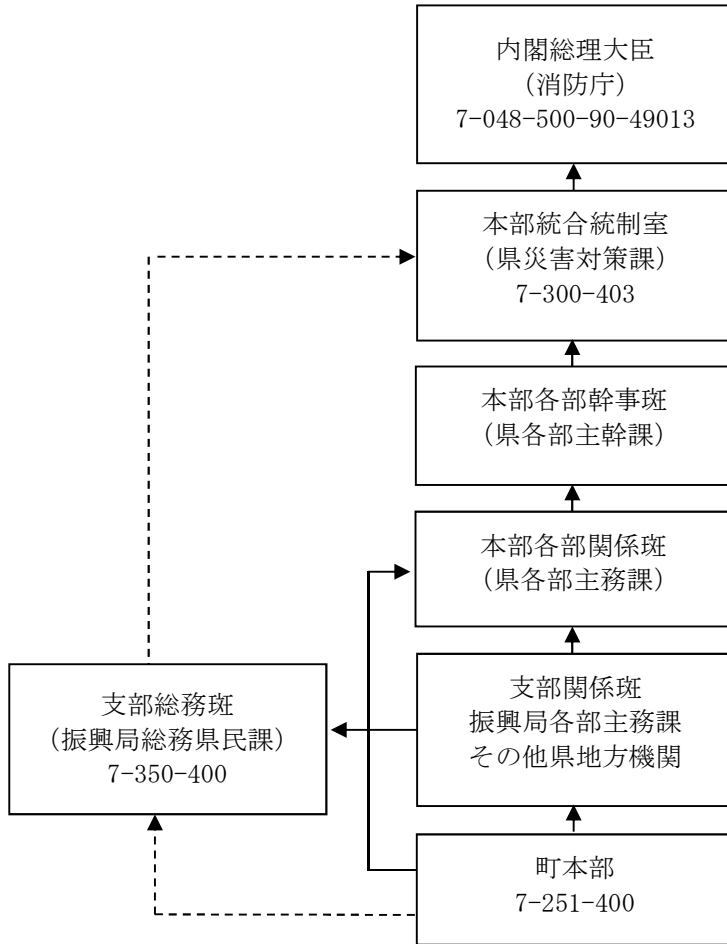 内閣総理大臣
（消防庁）
7-048-500-90-49013
本部統合統制室
（県災害対策課）
7-300-403
本部各部幹事班
（県各部主幹課）
本部各部関係班
（県各部主務課）
支部総務班
（振興局総務県民課）
7-350-400
支部関係斑
振興局各部主務課
その他県地方機関
町本部
7-251-400